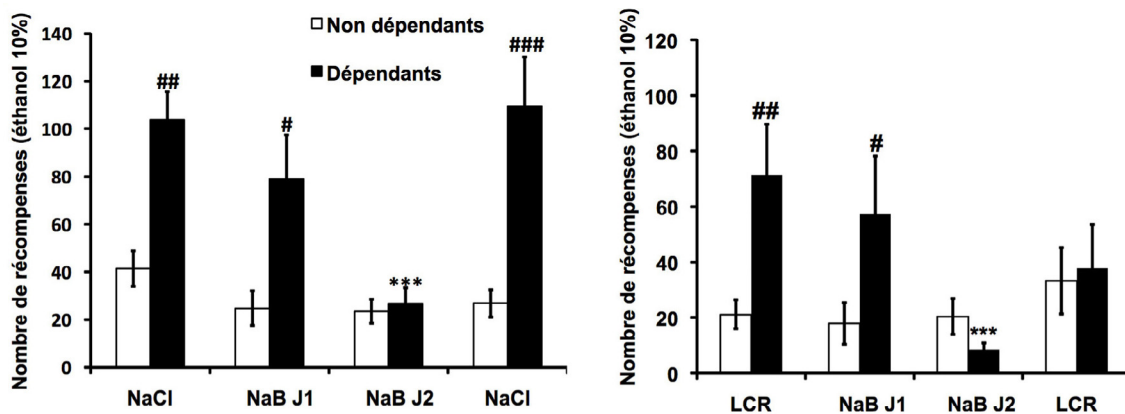 Nombre de récompenses (éthanol 10%)
140
120
100
80
60
40
20
0
Non dépendants
Dépendants
##
#
***
###
NaCl
NaB J1
NaB J2
NaCl
Nombre de récompenses (éthanol 10%)
120
100
80
60
40
20
0
##
#
***
LCR
NaB J1
NaB J2
LCR